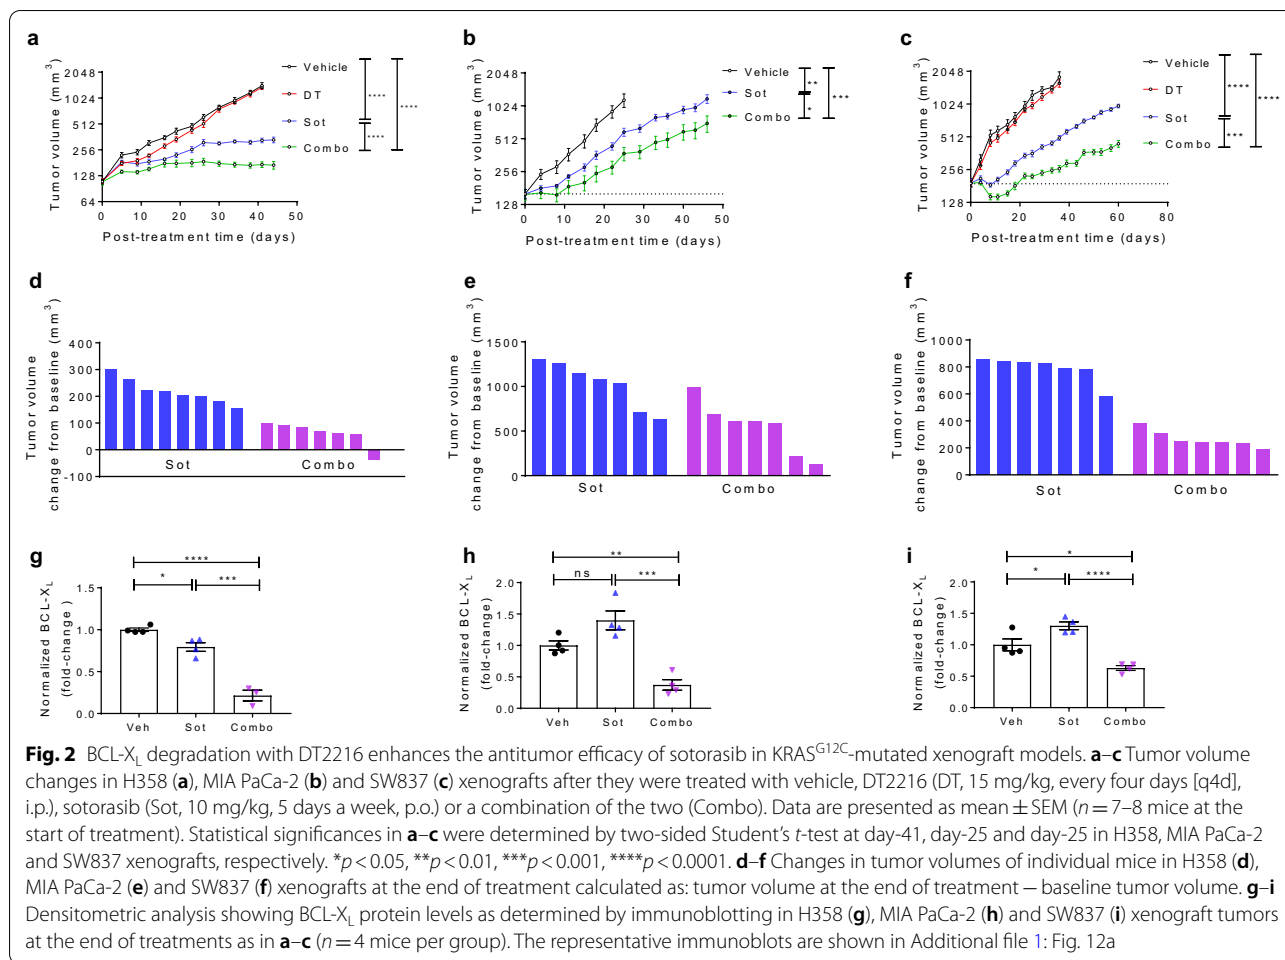 a
Tumor volume (mm³)
2048
1024
512
256
128
64
0 10 20 30 40 50
Post-treatment time (days)
Vehicle
DT
Sot
Combo
****
****
****
b
Tumor volume (mm³)
2048
1024
512
256
128
0 10 20 30 40 50
Post-treatment time (days)
Vehicle
Sot
Combo
**
*
***
c
Tumor volume (mm³)
2048
1024
512
256
128
0 20 40 60 80
Post-treatment time (days)
Vehicle
DT
Sot
Combo
****
***
****
d
Tumor volume
change from baseline (mm³)
400
300
200
100
0
-100
Sot Combo
e
Tumor volume
change from baseline (mm³)
1500
1000
500
0
Sot Combo
f
Tumor volume
change from baseline (mm³)
1000
800
600
400
200
0
Sot Combo
g
Normalized BCL-X_L
(fold-change )
1.5
1.0
0.5
0.0
****
* ***
Veh Sot Combo
h
Normalized BCL-X_L
(fold-change)
2.0
1.5
1.0
0.5
0.0
**
ns ***
Veh Sot Combo
i
Normalized BCL-X_L
(fold-change)
2.0
1.5
1.0
0.5
0.0
*
* ****
Veh Sot Combo
Fig. 2 BCL-X_L degradation with DT2216 enhances the antitumor efficacy of sotorasib in KRAS^G12C-mutated xenograft models. a–c Tumor volume
changes in H358 (a), MIA PaCa-2 (b) and SW837 (c) xenografts after they were treated with vehicle, DT2216 (DT, 15 mg/kg, every four days [q4d],
i.p.), sotorasib (Sot, 10 mg/kg, 5 days a week, p.o.) or a combination of the two (Combo). Data are presented as mean ± SEM (n = 7–8 mice at the
start of treatment). Statistical significances in a–c were determined by two-sided Student's t-test at day-41, day-25 and day-25 in H358, MIA PaCa-2
and SW837 xenografts, respectively. *p < 0.05, **p < 0.01, ***p < 0.001, ****p < 0.0001. d–f Changes in tumor volumes of individual mice in H358 (d),
MIA PaCa-2 (e) and SW837 (f) xenografts at the end of treatment calculated as: tumor volume at the end of treatment − baseline tumor volume. g–i
Densitometric analysis showing BCL-X_L protein levels as determined by immunoblotting in H358 (g), MIA PaCa-2 (h) and SW837 (i) xenograft tumors
at the end of treatments as in a–c (n = 4 mice per group). The representative immunoblots are shown in Additional file 1: Fig. 12a